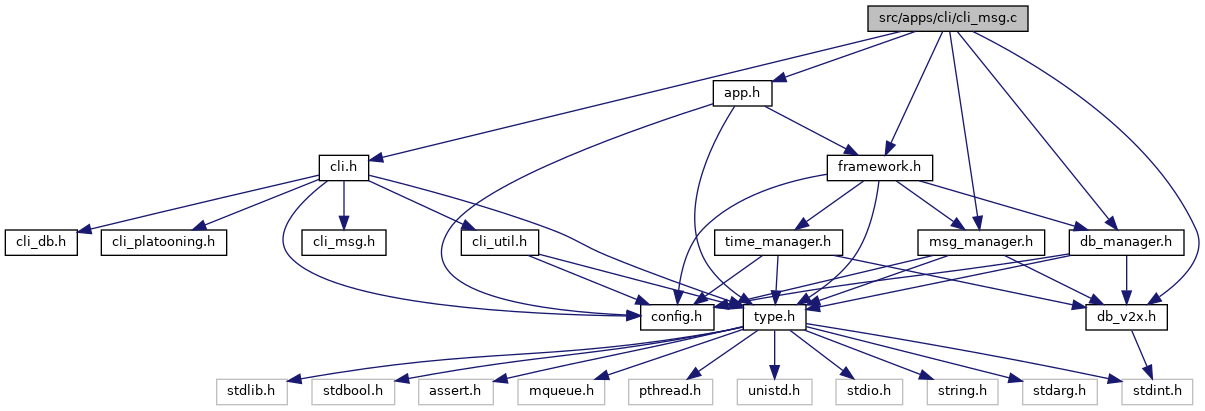 src/apps/cli/cli_msg.c
app.h
cli.h
framework.h
cli_db.h
cli_platooning.h
cli_msg.h
cli_util.h
time_manager.h
msg_manager.h
db_manager.h
config.h
type.h
db_v2x.h
stdlib.h
stdbool.h
assert.h
mqueue.h
pthread.h
unistd.h
stdio.h
string.h
stdarg.h
stdint.h